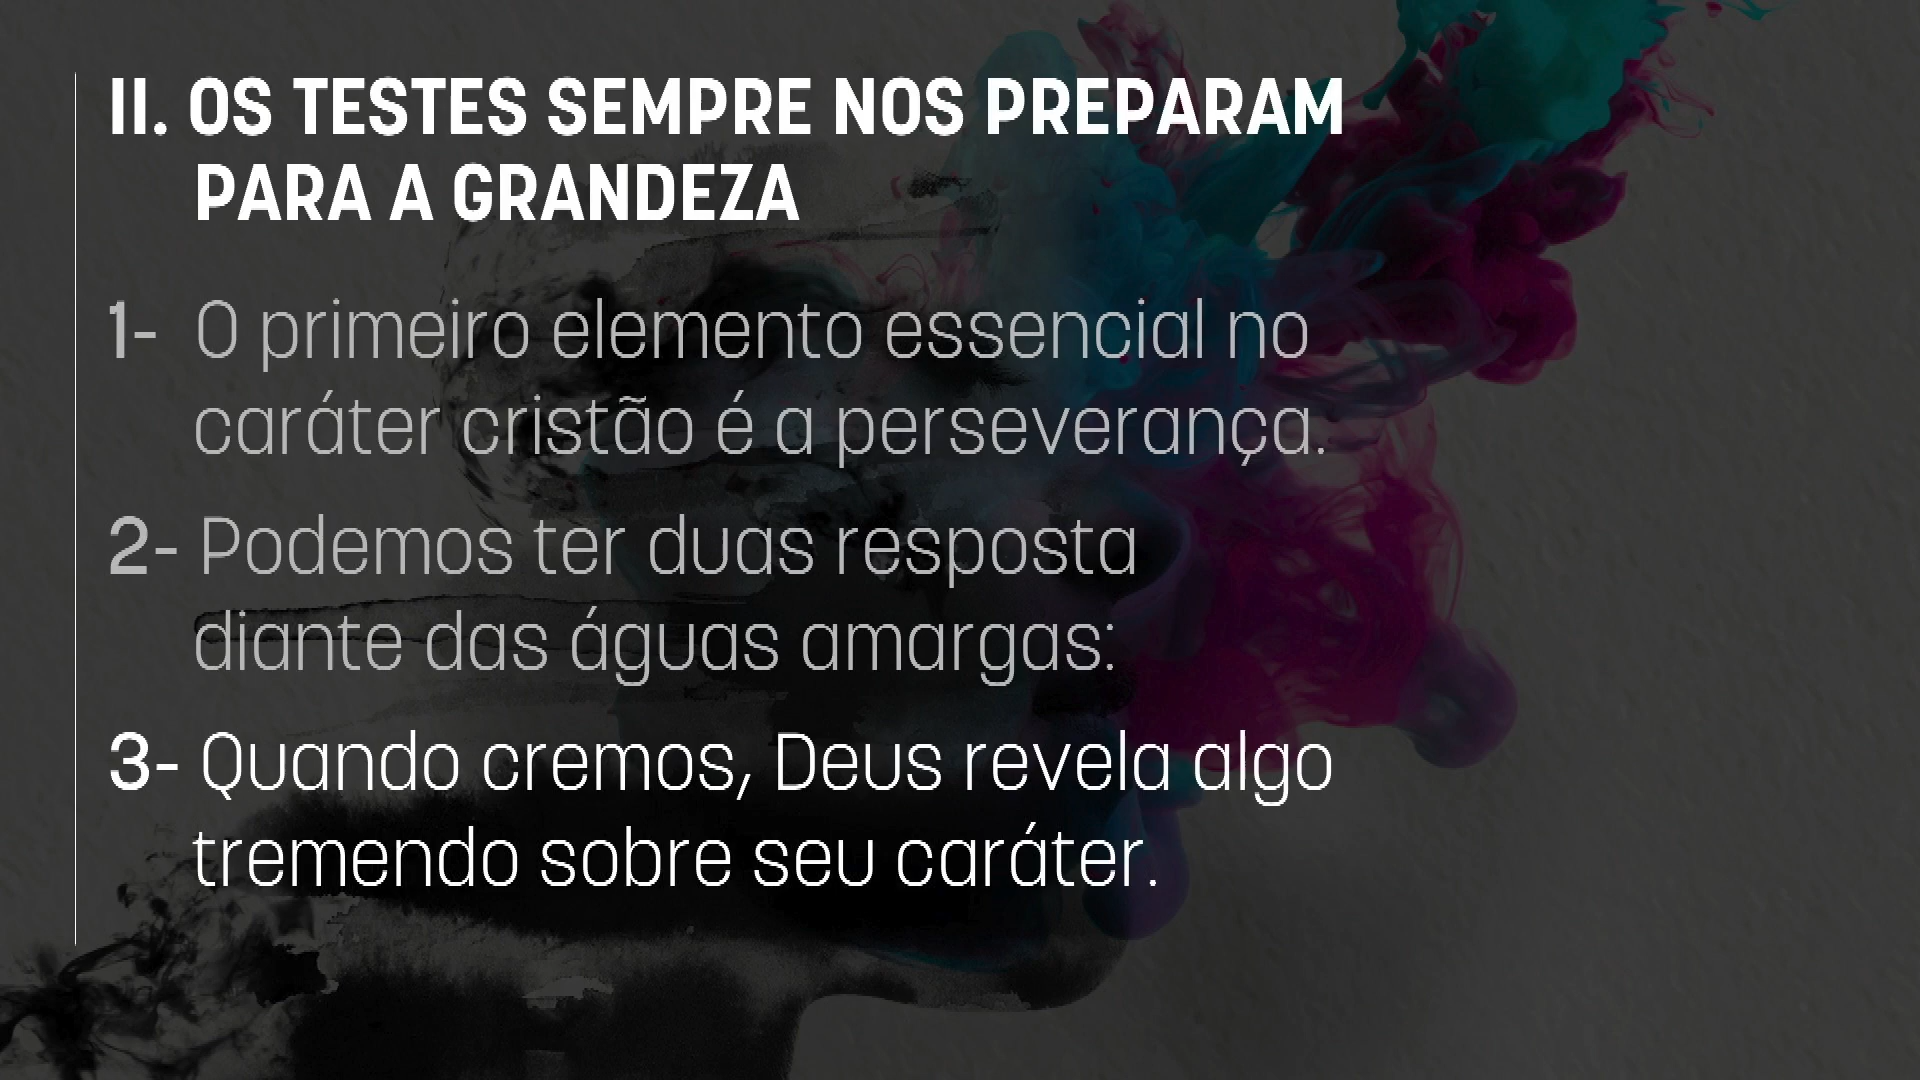 II. OS TESTES SEMPRE NOS PREPARAM
PARA A GRANDEZA
1- O primeiro elemento essencial no
caráter cristão é a perseverança.
2- Podemos ter duas resposta
diante das águas amargas:
3- Quando cremos, Deus revela algo
tremendo sobre seu caráter.